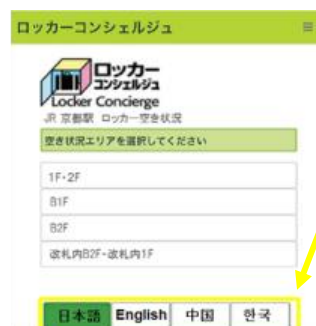 ロッカーコンシェルジュ
ロッカー
コンシェルジュ
Locker Concierge
JR 京都駅 ロッカー空き状況
空き状況エリアを選択してください
1F・2F
B1F
B2F
改札内B2F-改札内1F
日本語 English 中国 한국